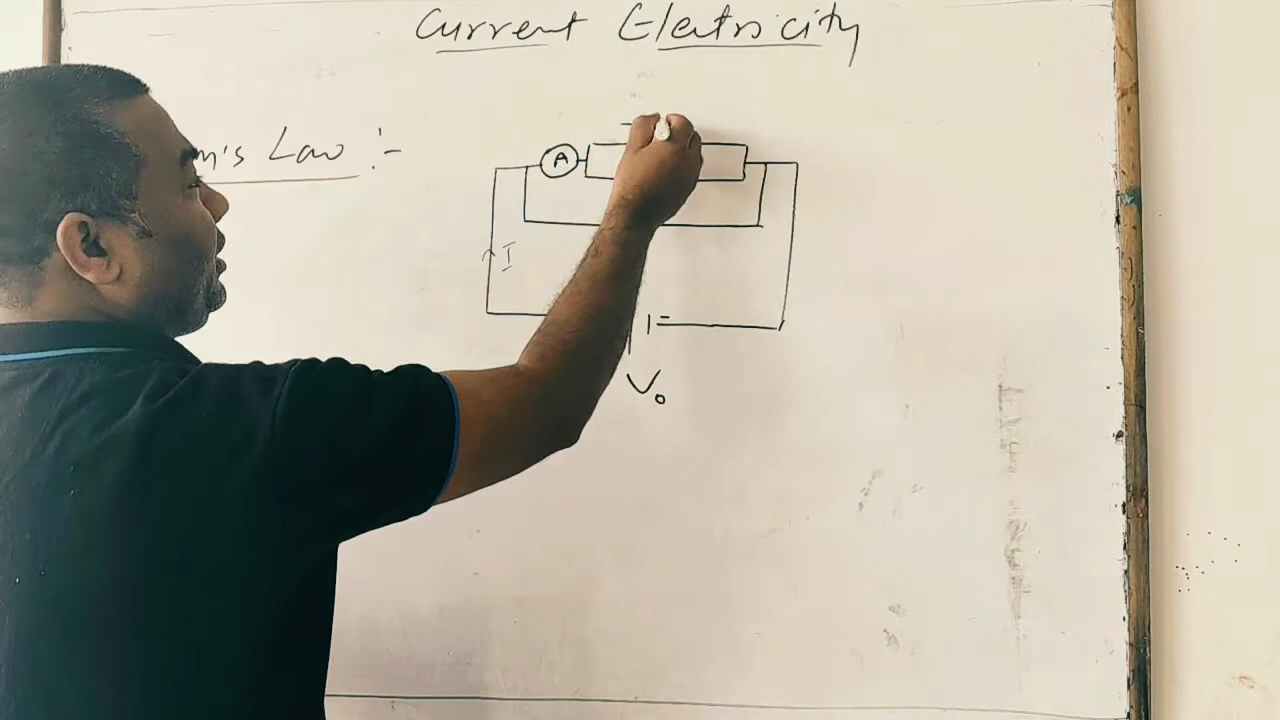 Current Electricity
m's Law :-
A
I
V₀